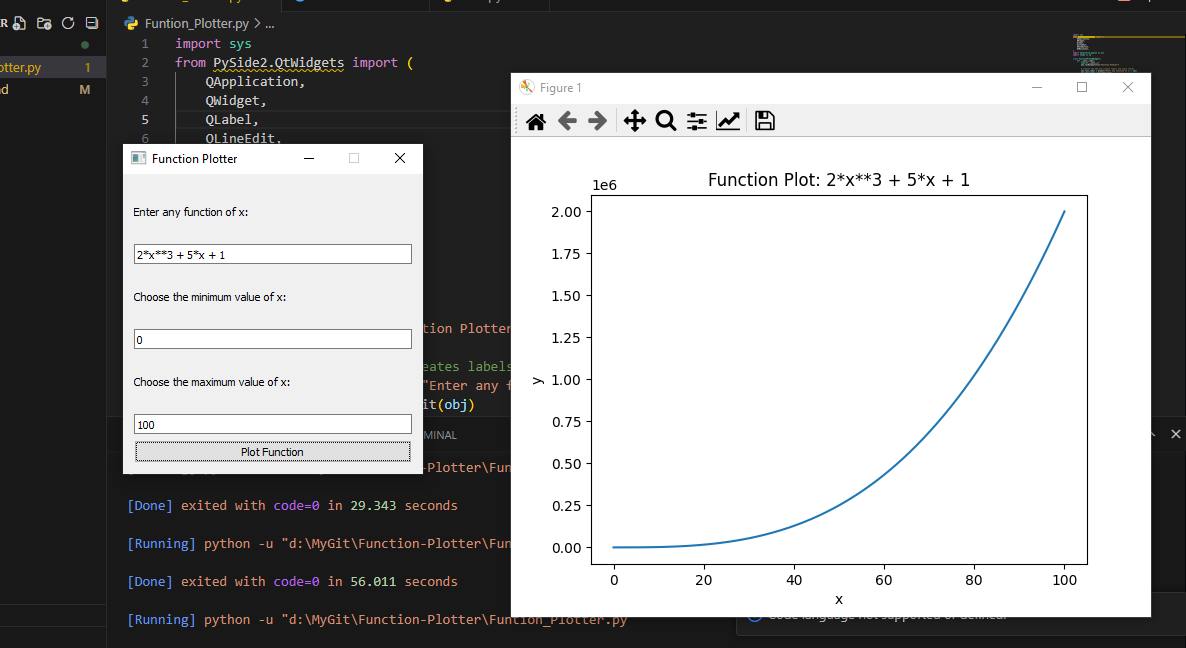 R
Funtion_Plotter.py > ...
otter.py 1
d M
1 import sys
2 from PySide2.QtWidgets import (
3 QApplication,
4 QWidget,
5 QLabel,
6 QLineEdit,
Function Plotter
Enter any function of x:
2*x**3 + 5*x + 1
Choose the minimum value of x:
0
Choose the maximum value of x:
100
Plot Function
tion Plotter
eates labels
"Enter any f
it(obj)
MINAL
-Plotter\Fun
[Done] exited with code=0 in 29.343 seconds
[Running] python -u "d:\MyGit\Function-Plotter\Fun
[Done] exited with code=0 in 56.011 seconds
[Running] python -u "d:\MyGit\Function-Plotter\Funtion_Plotter.py
Figure 1
Function Plot: 2*x**3 + 5*x + 1
1e6
2.00
1.75
1.50
1.25
1.00
0.75
0.50
0.25
0.00
y
0 20 40 60 80 100
x
Code language not supported or defined.